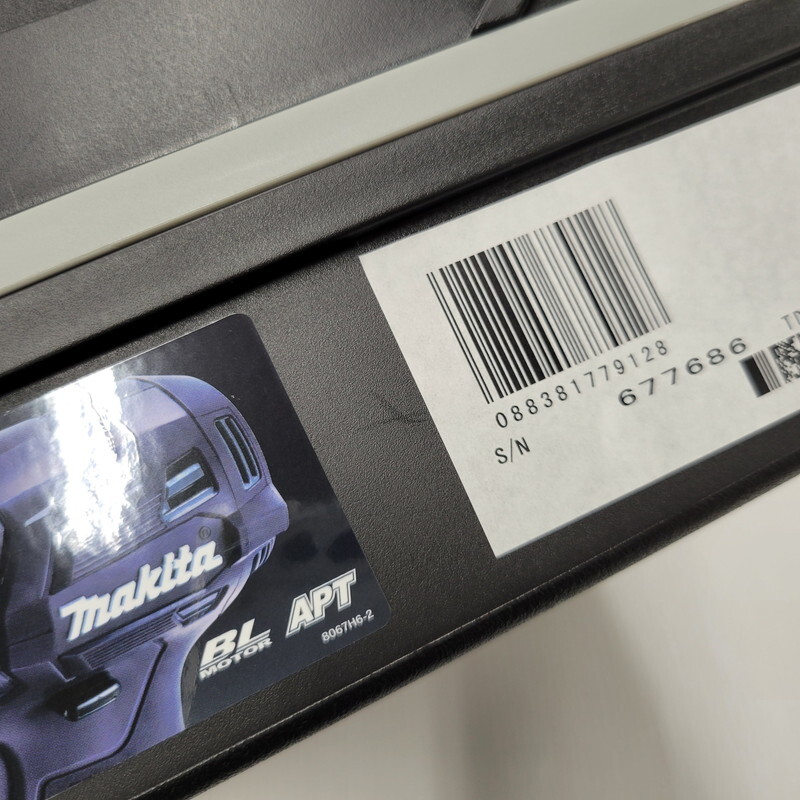 088381779128
S/N 677686
makita®
BL
MOTOR
APT
8067H6-2